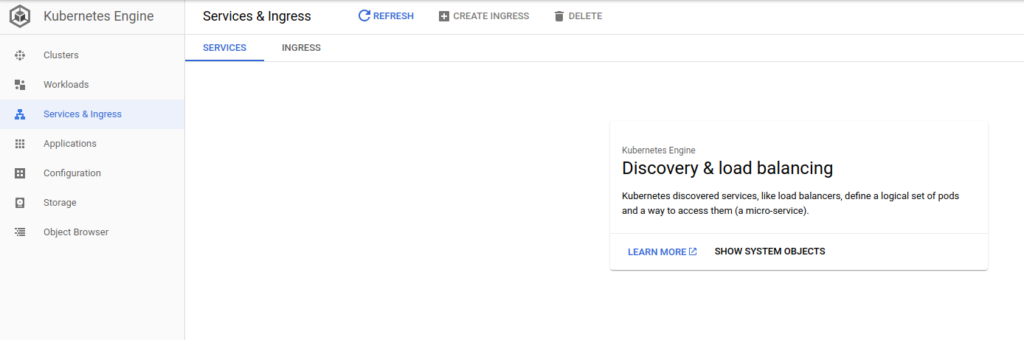 Kubernetes Engine
Services & Ingress
REFRESH
CREATE INGRESS
DELETE
Clusters
Workloads
Services & Ingress
Applications
Configuration
Storage
Object Browser
SERVICES
INGRESS
Kubernetes Engine
Discovery & load balancing
Kubernetes discovered services, like load balancers, define a logical set of pods
and a way to access them (a micro-service).
LEARN MORE
SHOW SYSTEM OBJECTS